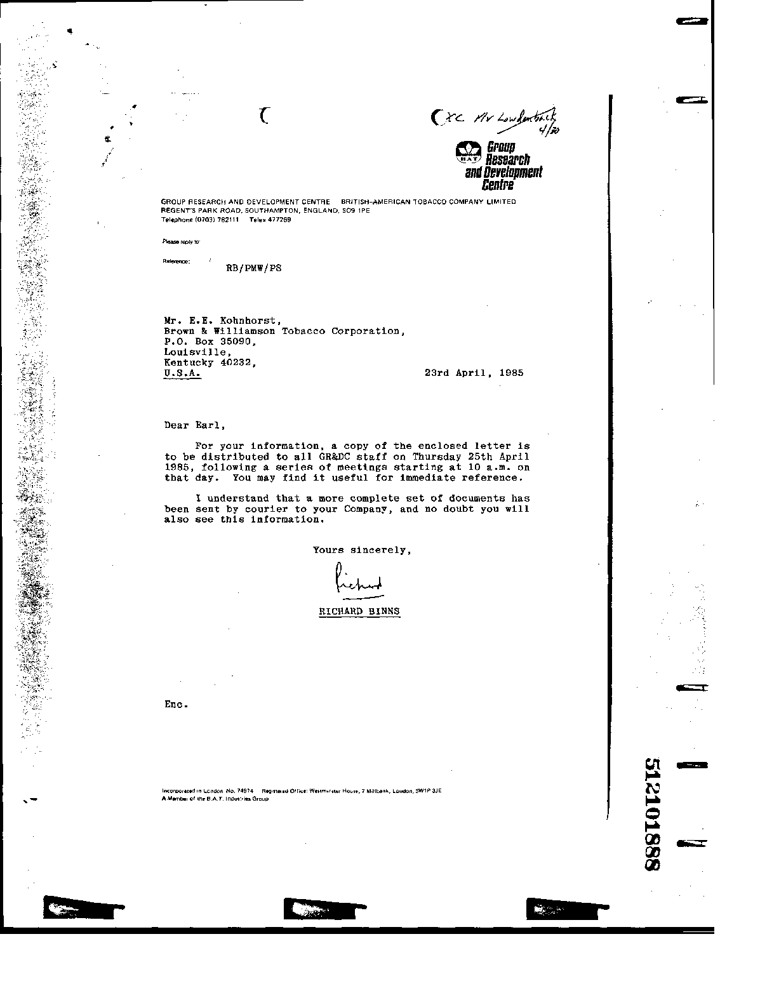 XC Mr Lowdenback
4/30
Group
Research
and Development
Centre
BAT
GROUP RESEARCH AND DEVELOPMENT CENTRE BRITISH-AMERICAN TOBACCO COMPANY LIMITED
REGENT'S PARK ROAD, SOUTHAMPTON, ENGLAND, SO9 1PE
Telephone (0703) 782111 Telex 477269
Please reply to
Reference:
RB/PMW/PS
Mr. E.E. Kohnhorst,
Brown & Williamson Tobacco Corporation,
P.O. Box 35090,
Louisville,
Kentucky 40232,
U.S.A.
23rd April, 1985
Dear Earl,
For your information, a copy of the enclosed letter is
to be distributed to all GR&DC staff on Thursday 25th April
1985, following a series of meetings starting at 10 a.m. on
that day. You may find it useful for immediate reference.
I understand that a more complete set of documents has
been sent by courier to your Company, and no doubt you will
also see this information.
Yours sincerely,
Richard
RICHARD BINNS
Enc.
Incorporated in London No. 74974 Registered Office: Westminster House, 7 Millbank, London, SW1P 3JE
A Member of the B.A.T. Industries Group
512101888